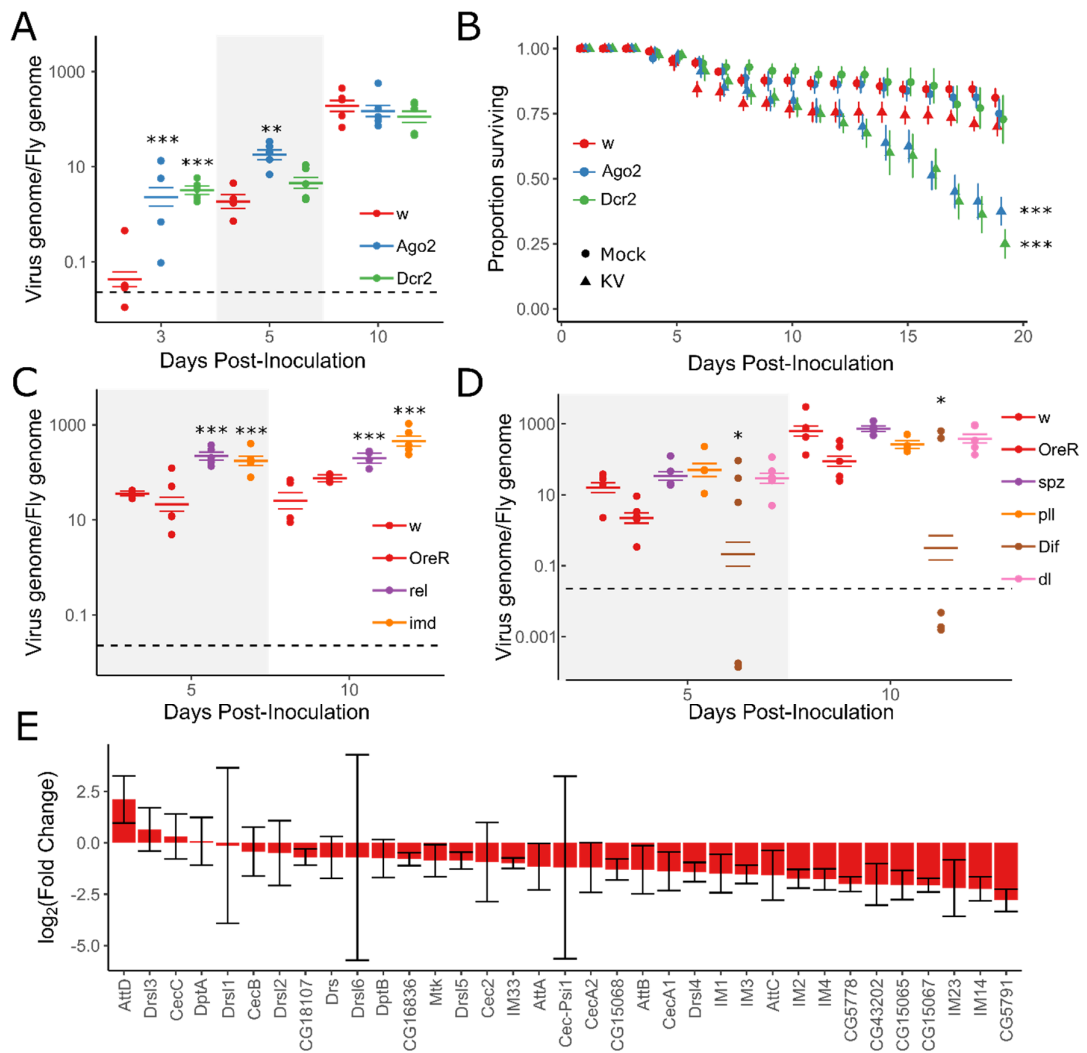 A
Virus genome/Fly genome
1000
10
0.1
***
***
**
w
Ago2
Dcr2
3
5
10
Days Post-Inoculation
B
Proportion surviving
1.00
0.75
0.50
0.25
0.00
w
Ago2
Dcr2
Mock
KV
***
***
0
5
10
15
20
Days Post-Inoculation
C
Virus genome/Fly genome
1000
10
0.1
***
***
***
***
w
OreR
rel
imd
5
10
Days Post-Inoculation
D
Virus genome/Fly genome
1000
10
0.1
0.001
*
*
w
OreR
spz
pll
Dif
dl
5
10
Days Post-Inoculation
E
log2(Fold Change)
2.5
0.0
-2.5
-5.0
AttD
Drsl3
CecC
DptA
Drsl1
CecB
Drsl2
CG18107
Drs
Drsl6
DptB
CG16836
Mtk
Drsl5
Cec2
IM33
AttA
Cec-Psi1
CecA2
CG15068
AttB
CecA1
Drsl4
IM1
IM3
AttC
IM2
IM4
CG5778
CG43202
CG15065
CG15067
IM23
IM14
CG5791